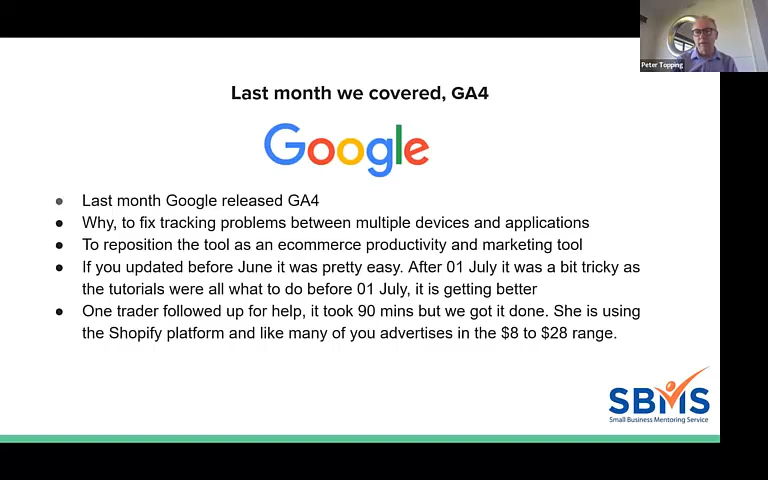 Peter Topping
Last month we covered, GA4
Google
● Last month Google released GA4
● Why, to fix tracking problems between multiple devices and applications
● To reposition the tool as an ecommerce productivity and marketing tool
● If you updated before June it was pretty easy. After 01 July it was a bit tricky as
the tutorials were all what to do before 01 July, it is getting better
● One trader followed up for help, it took 90 mins but we got it done. She is using
the Shopify platform and like many of you advertises in the $8 to $28 range.
SBMS
Small Business Mentoring Service